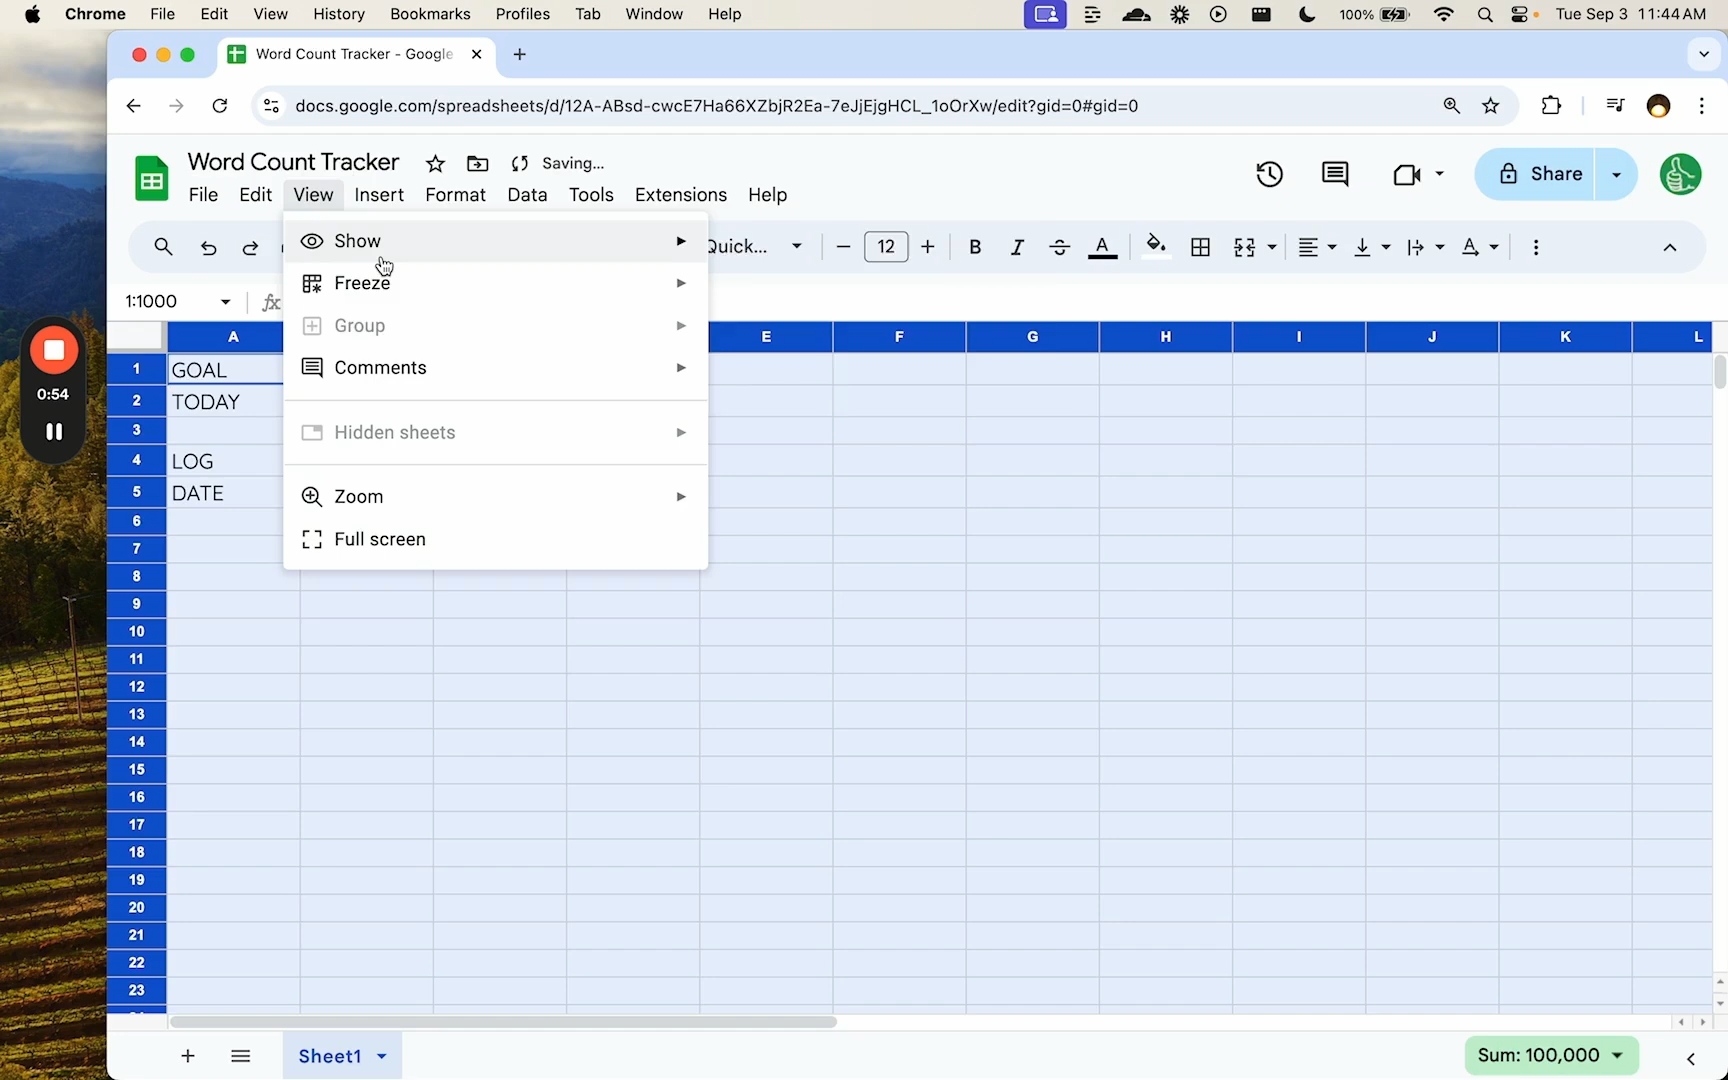 Chrome File Edit View History Bookmarks Profiles Tab Window Help 100% Tue Sep 3 11:44 AM
Word Count Tracker - Google
docs.google.com/spreadsheets/d/12A-ABsd-cwcE7Ha66XZbjR2Ea-7eJjEjgHCL_1oOrXw/edit?gid=0#gid=0
Word Count Tracker Saving...
Share
File Edit View Insert Format Data Tools Extensions Help
Quick... 12 B I S A
1:1000 fx
Show
Freeze
Group
Comments
Hidden sheets
Zoom
Full screen
0:54
A E F G H I J K L
1 GOAL
2 TODAY
3
4 LOG
5 DATE
6
7
8
9
10
11
12
13
14
15
16
17
18
19
20
21
22
23
Sheet1 Sum: 100,000